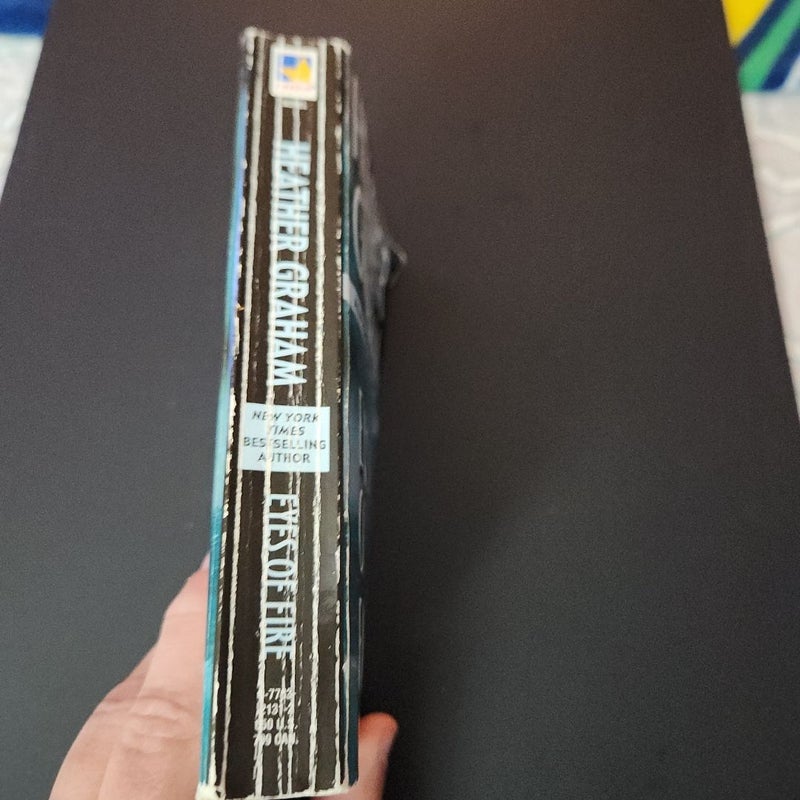 HEATHER GRAHAM
NEW YORK
TIMES
BESTSELLING
AUTHOR
EYES OF FIRE